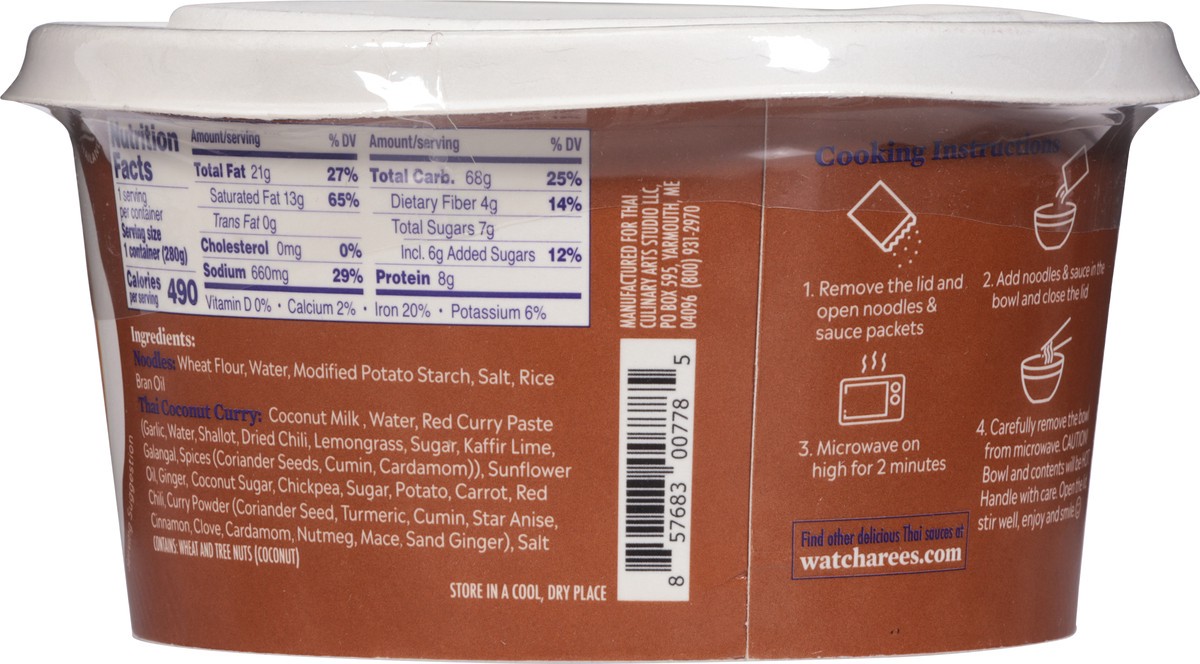 Nutrition
Facts
1 serving
per container
Serving size
1 container (280g)
Calories
per serving 490
Amount/serving % DV
Total Fat 21g 27%
Saturated Fat 13g 65%
Trans Fat 0g
Cholesterol 0mg 0%
Sodium 660mg 29%
Amount/serving % DV
Total Carb. 68g 25%
Dietary Fiber 4g 14%
Total Sugars 7g
Incl. 6g Added Sugars 12%
Protein 8g
Vitamin D 0% • Calcium 2% • Iron 20% • Potassium 6%
Ingredients:
Noodles: Wheat Flour, Water, Modified Potato Starch, Salt, Rice
Bran Oil
Thai Coconut Curry: Coconut Milk , Water, Red Curry Paste
(Garlic, Water, Shallot, Dried Chili, Lemongrass, Sugar, Kaffir Lime,
Galangal, Spices (Coriander Seeds, Cumin, Cardamom)), Sunflower
Oil, Ginger, Coconut Sugar, Chickpea, Sugar, Potato, Carrot, Red
Chili, Curry Powder (Coriander Seed, Turmeric, Cumin, Star Anise,
Cinnamon, Clove, Cardamom, Nutmeg, Mace, Sand Ginger), Salt
CONTAINS: WHEAT AND TREE NUTS (COCONUT)
STORE IN A COOL, DRY PLACE
Suggestion
MANUFACTURED FOR THAI
CULINARY ARTS STUDIO LLC,
PO BOX 595, YARMOUTH, ME
04096 (800) 931-2970
8 57683 00778 5
Cooking Instructions
1. Remove the lid and
open noodles &
sauce packets
2. Add noodles & sauce in the
bowl and close the lid
3. Microwave on
high for 2 minutes
4. Carefully remove the bowl
from microwave. CAUTION
Bowl and contents will be
Handle with care. Open the
stir well, enjoy and smile
Find other delicious Thai sauces at
watcharees.com